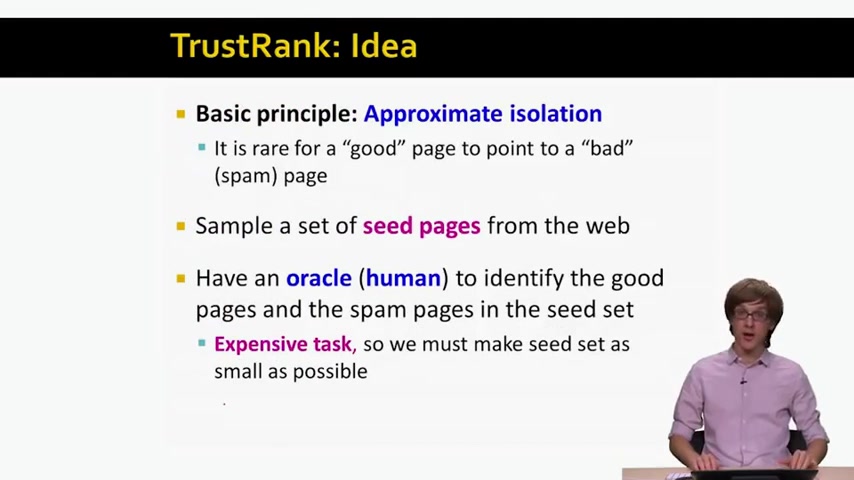 TrustRank: Idea
Basic principle: Approximate isolation
It is rare for a “good” page to point to a “bad”
(spam) page
Sample a set of seed pages from the web
Have an oracle (human) to identify the good
pages and the spam pages in the seed set
Expensive task, so we must make seed set as
small as possible